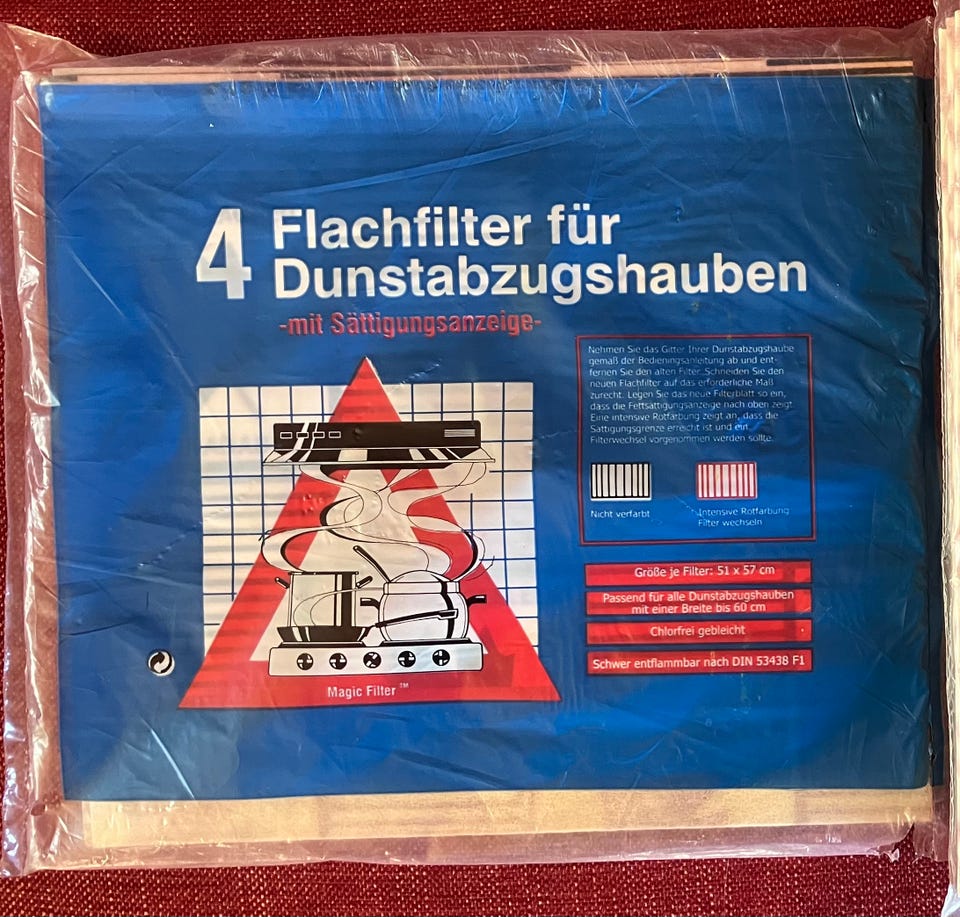 4 Flachfilter für
Dunstabzugshauben
-mit Sättigungsanzeige-
Nehmen Sie das Gitter Ihrer Dunstabzugshaube
gemäß der Bedienungsanleitung ab und ent-
fernen Sie den alten Filter. Schneiden Sie den
neuen Flachfilter auf das erforderliche Maß
zurecht. Legen Sie das neue Filterblatt so ein,
dass die Fettsättigungsanzeige nach oben zeigt.
Eine intensive Rotfärbung zeigt an, dass die
Sättigungsgrenze erreicht ist und ein
Filterwechsel vorgenommen werden sollte.
Nicht verfärbt
Intensive Rotfärbung
Filter wechseln
Größe je Filter: 51 x 57 cm
Passend für alle Dunstabzugshauben
mit einer Breite bis 60 cm
Chlorfrei gebleicht
Schwer entflammbar nach DIN 53438 F1
Magic Filter™